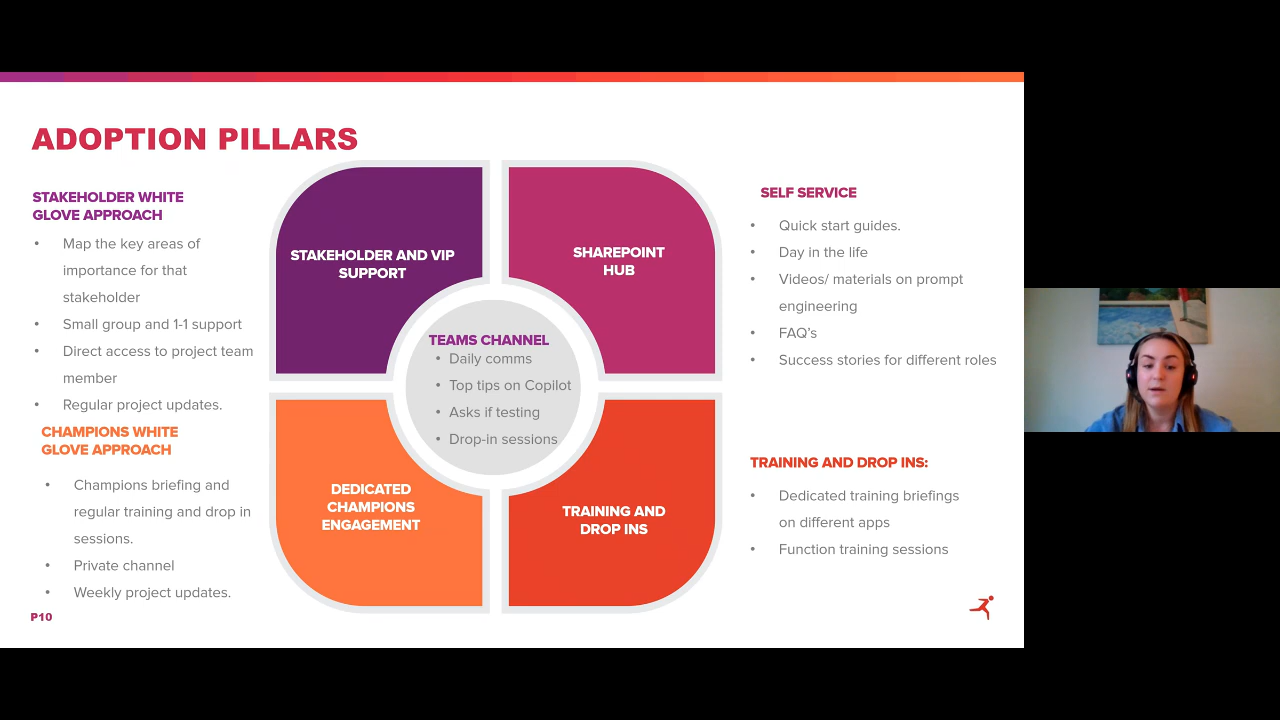 ADOPTION PILLARS
STAKEHOLDER WHITE
GLOVE APPROACH
• Map the key areas of
importance for that
stakeholder
• Small group and 1-1 support
• Direct access to project team
member
• Regular project updates.
CHAMPIONS WHITE
GLOVE APPROACH
• Champions briefing and
regular training and drop in
sessions.
• Private channel
• Weekly project updates.
STAKEHOLDER AND VIP
SUPPORT
SHAREPOINT
HUB
TEAMS CHANNEL
• Daily comms
• Top tips on Copilot
• Asks if testing
• Drop-in sessions
DEDICATED
CHAMPIONS
ENGAGEMENT
TRAINING AND
DROP INS
SELF SERVICE
• Quick start guides.
• Day in the life
• Videos/ materials on prompt
engineering
• FAQ’s
• Success stories for different roles
TRAINING AND DROP INS:
• Dedicated training briefings
on different apps
• Function training sessions
P10